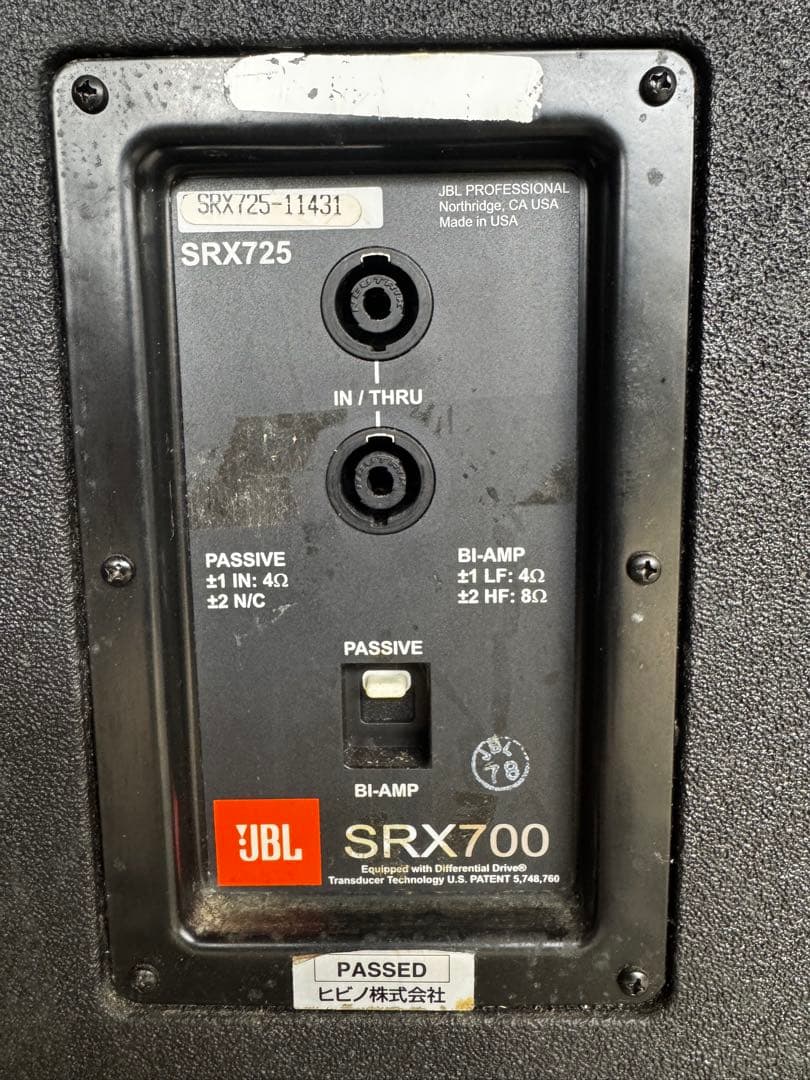 SRX725-11431
JBL PROFESSIONAL
Northridge, CA USA
Made in USA
SRX725
NEUTRIK
IN / THRU
NEUTRIK
PASSIVE
±1 IN: 4Ω
±2 N/C
BI-AMP
±1 LF: 4Ω
±2 HF: 8Ω
PASSIVE
BI-AMP
JBL
78
JBL
SRX700
Equipped with Differential Drive®
Transducer Technology U.S. PATENT 5,748,760
PASSED
ヒビノ株式会社